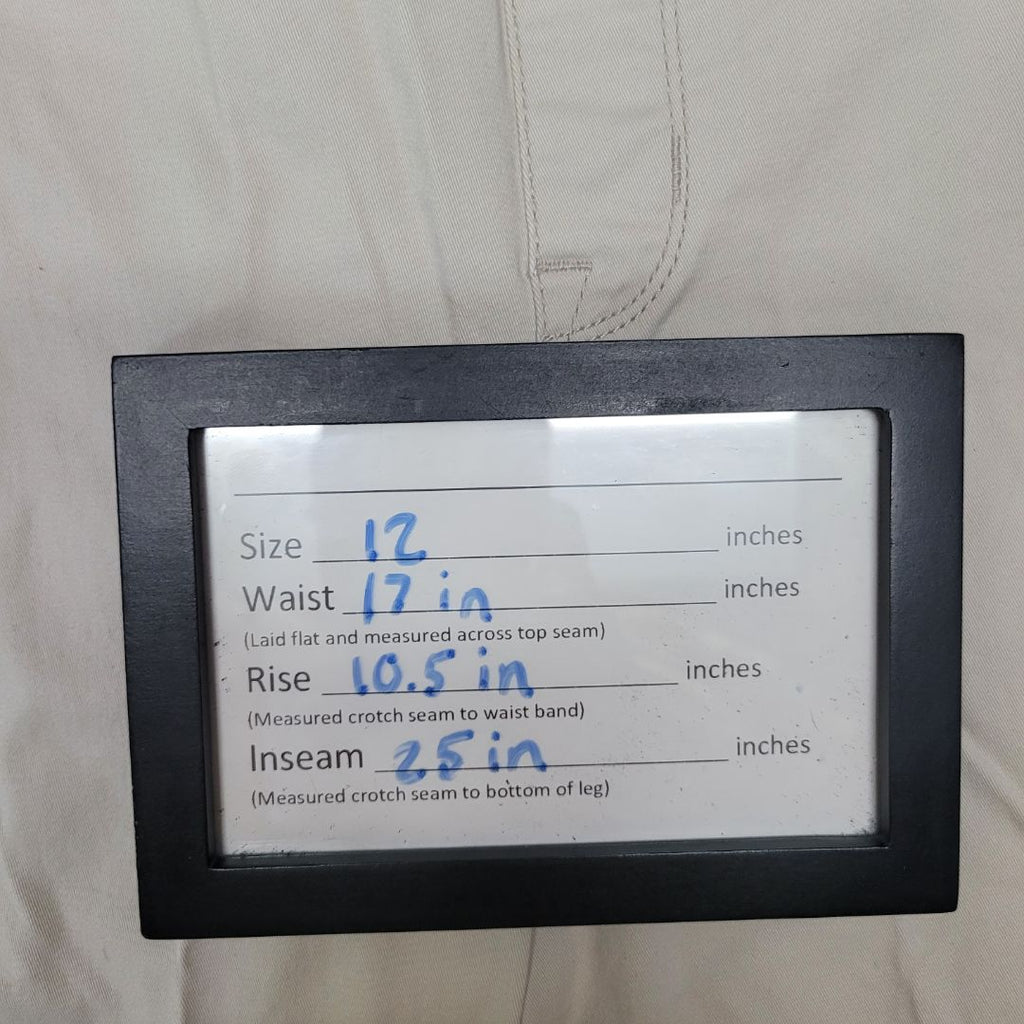 Size 12 inches
Waist 17 in inches
(Laid flat and measured across top seam)
Rise 10.5 in inches
(Measured crotch seam to waist band)
Inseam 25 in inches
(Measured crotch seam to bottom of leg)